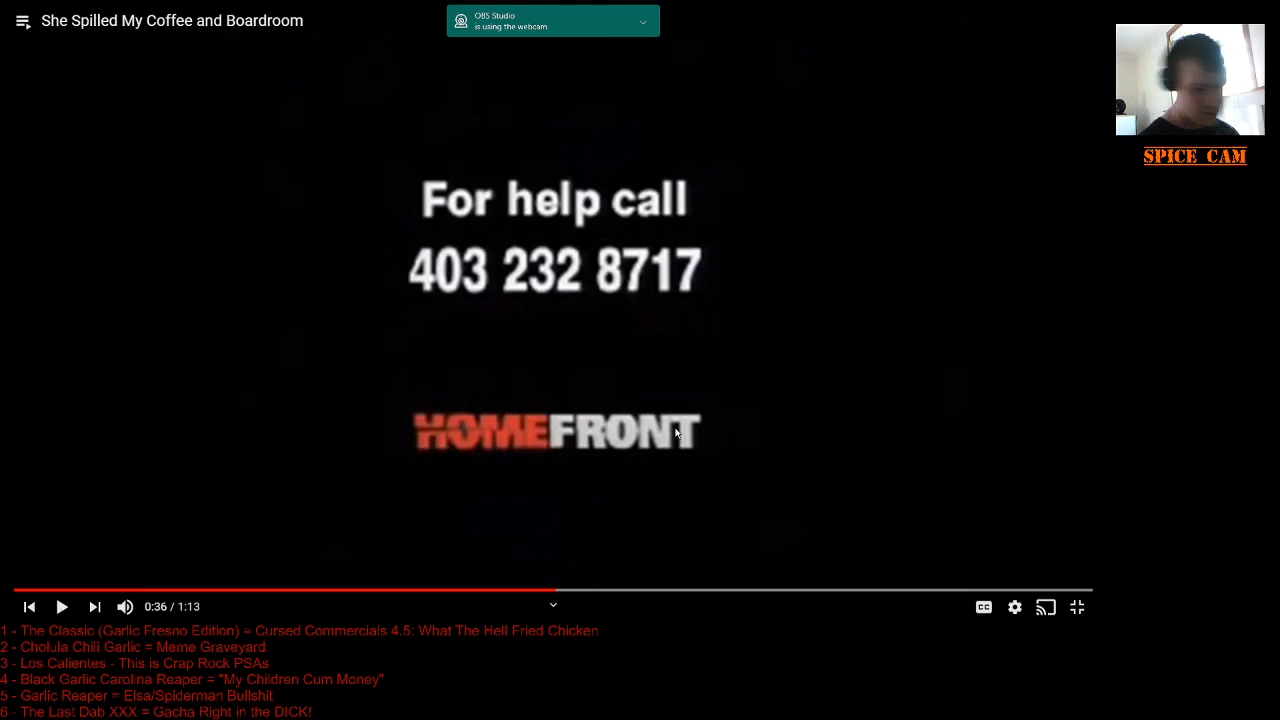 She Spilled My Coffee and Boardroom
OBS Studio
is using the webcam
SPICE CAM
For help call
403 232 8717
HOMEFRONT
0:36 / 1:13
CC
1 - The Classic (Garlic Fresno Edition) = Cursed Commercials 4.5: What The Hell Fried Chicken
2 - Cholula Chili Garlic = Meme Graveyard
3 - Los Calientes - This is Crap Rock PSAs
4 - Black Garlic Carolina Reaper = "My Children Cum Money"
5 - Garlic Reaper = Elsa/Spiderman Bullshit
6 - The Last Dab XXX = Gacha Right in the DICK!